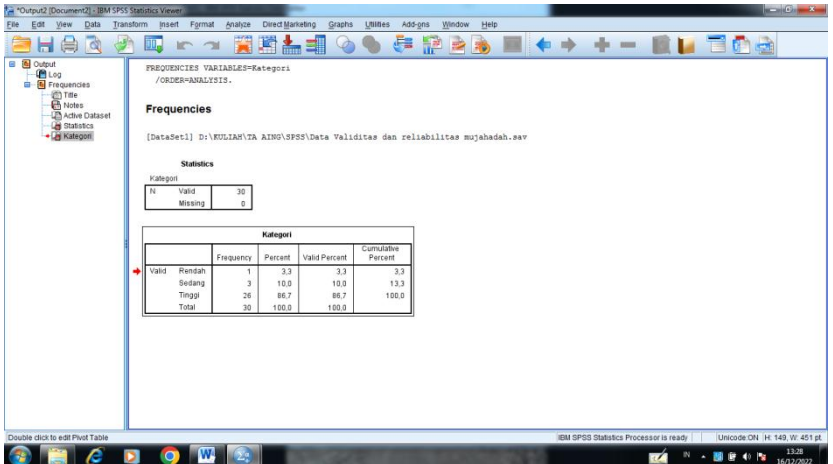 *Output2 [Document2] - IBM SPSS Statistics Viewer
File Edit View Data Transform Insert Format Analyze Direct Marketing Graphs Utilities Add-ons Window Help
Output
Log
Frequencies
Title
Notes
Active Dataset
Statistics
Kategori
FREQUENCIES VARIABLES=Kategori
/ORDER=ANALYSIS.
Frequencies
[DataSet1] D:\KULIAH\TA AING\SPSS\Data Validitas dan reliabilitas mujahadah.sav
Statistics
Kategori
N Valid 30
Missing 0
Kategori
Frequency Percent Valid Percent Cumulative Percent
Valid Rendah 1 3,3 3,3 3,3
Sedang 3 10,0 10,0 13,3
Tinggi 26 86,7 86,7 100,0
Total 30 100,0 100,0
Double click to edit Pivot Table
IBM SPSS Statistics Processor is ready
Unicode:ON H: 149, W: 451 pt.
IN
13:28
16/12/2022